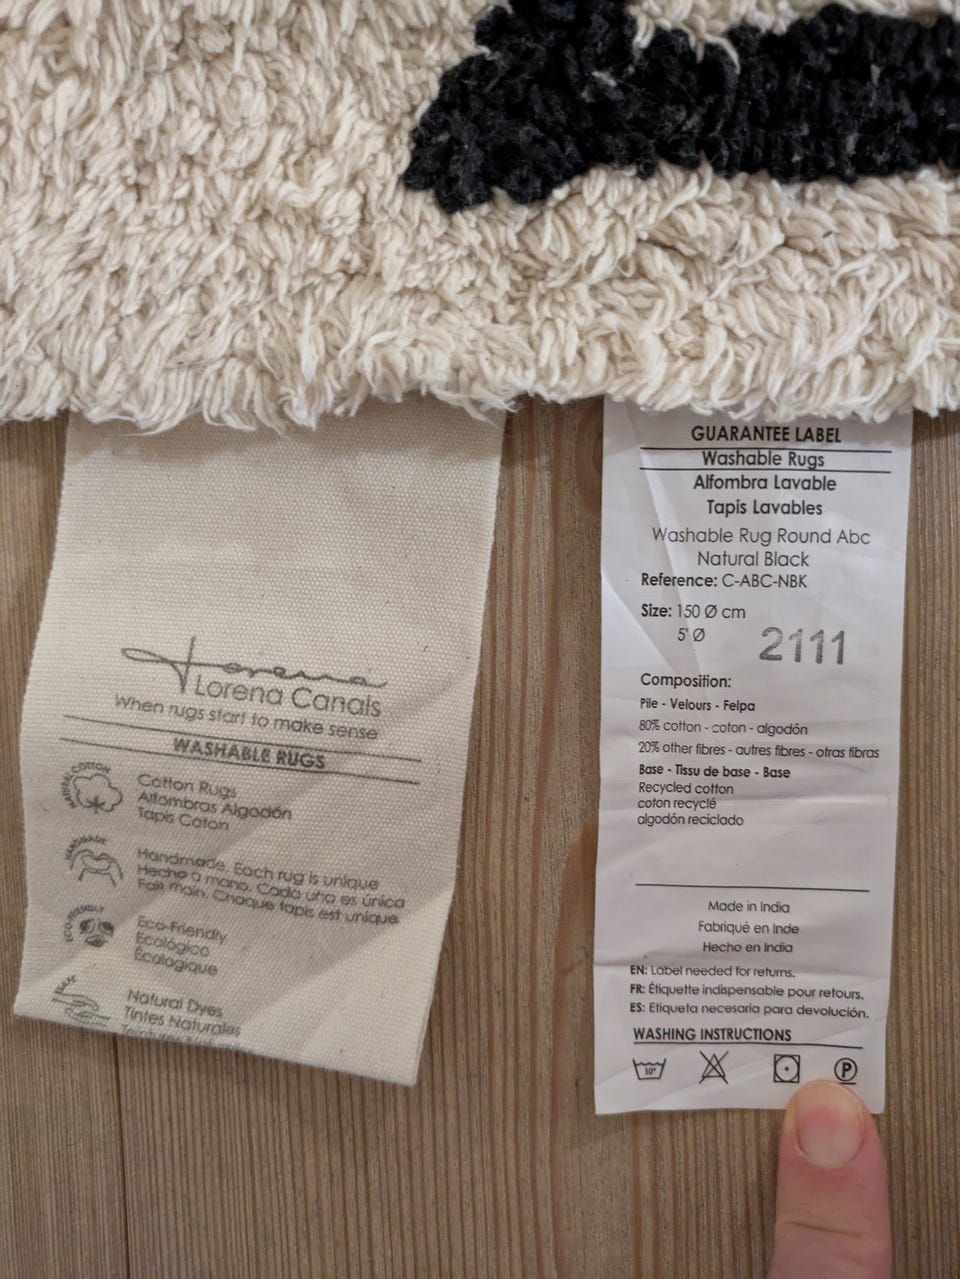 Lorena
Lorena Canals
When rugs start to make sense
WASHABLE RUGS
NATURAL COTTON
Cotton Rugs
Alfombras Algodón
Tapis Coton
HANDMADE
Handmade. Each rug is unique
Hecho a mano. Cada una es única
Fait main. Chaque tapis est unique
ECO-FRIENDLY
Eco-Friendly
Ecológico
Écologique
SAFE
Natural Dyes
Tintes Naturales
GUARANTEE LABEL
Washable Rugs
Alfombra Lavable
Tapis Lavables
Washable Rug Round Abc
Natural Black
Reference: C-ABC-NBK
Size: 150 Ø cm
5' Ø
2111
Composition:
Pile - Velours - Felpa
80% cotton - coton - algodón
20% other fibres - autres fibres - otras fibras
Base - Tissu de base - Base
Recycled cotton
coton recyclé
algodón reciclado
Made in India
Fabriqué en Inde
Hecho en India
EN: Label needed for returns.
FR: Étiquette indispensable pour retours.
ES: Etiqueta necesaria para devolución.
WASHING INSTRUCTIONS
30°
P